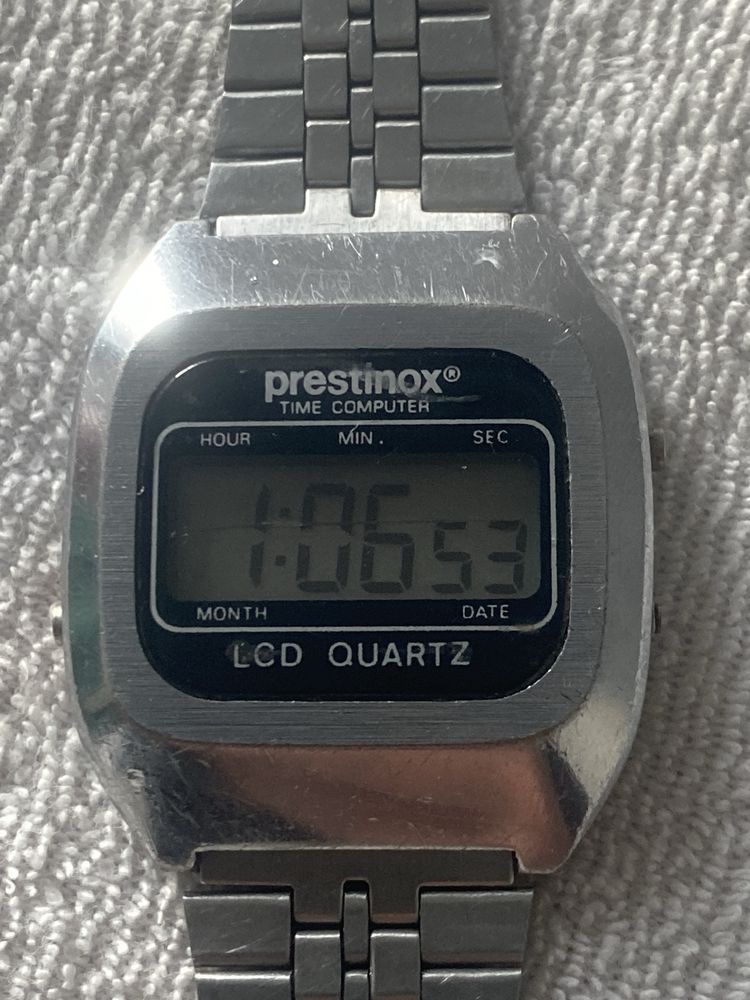 prestinox®
TIME COMPUTER
HOUR MIN. SEC
1:06 53
MONTH DATE
LCD QUARTZ